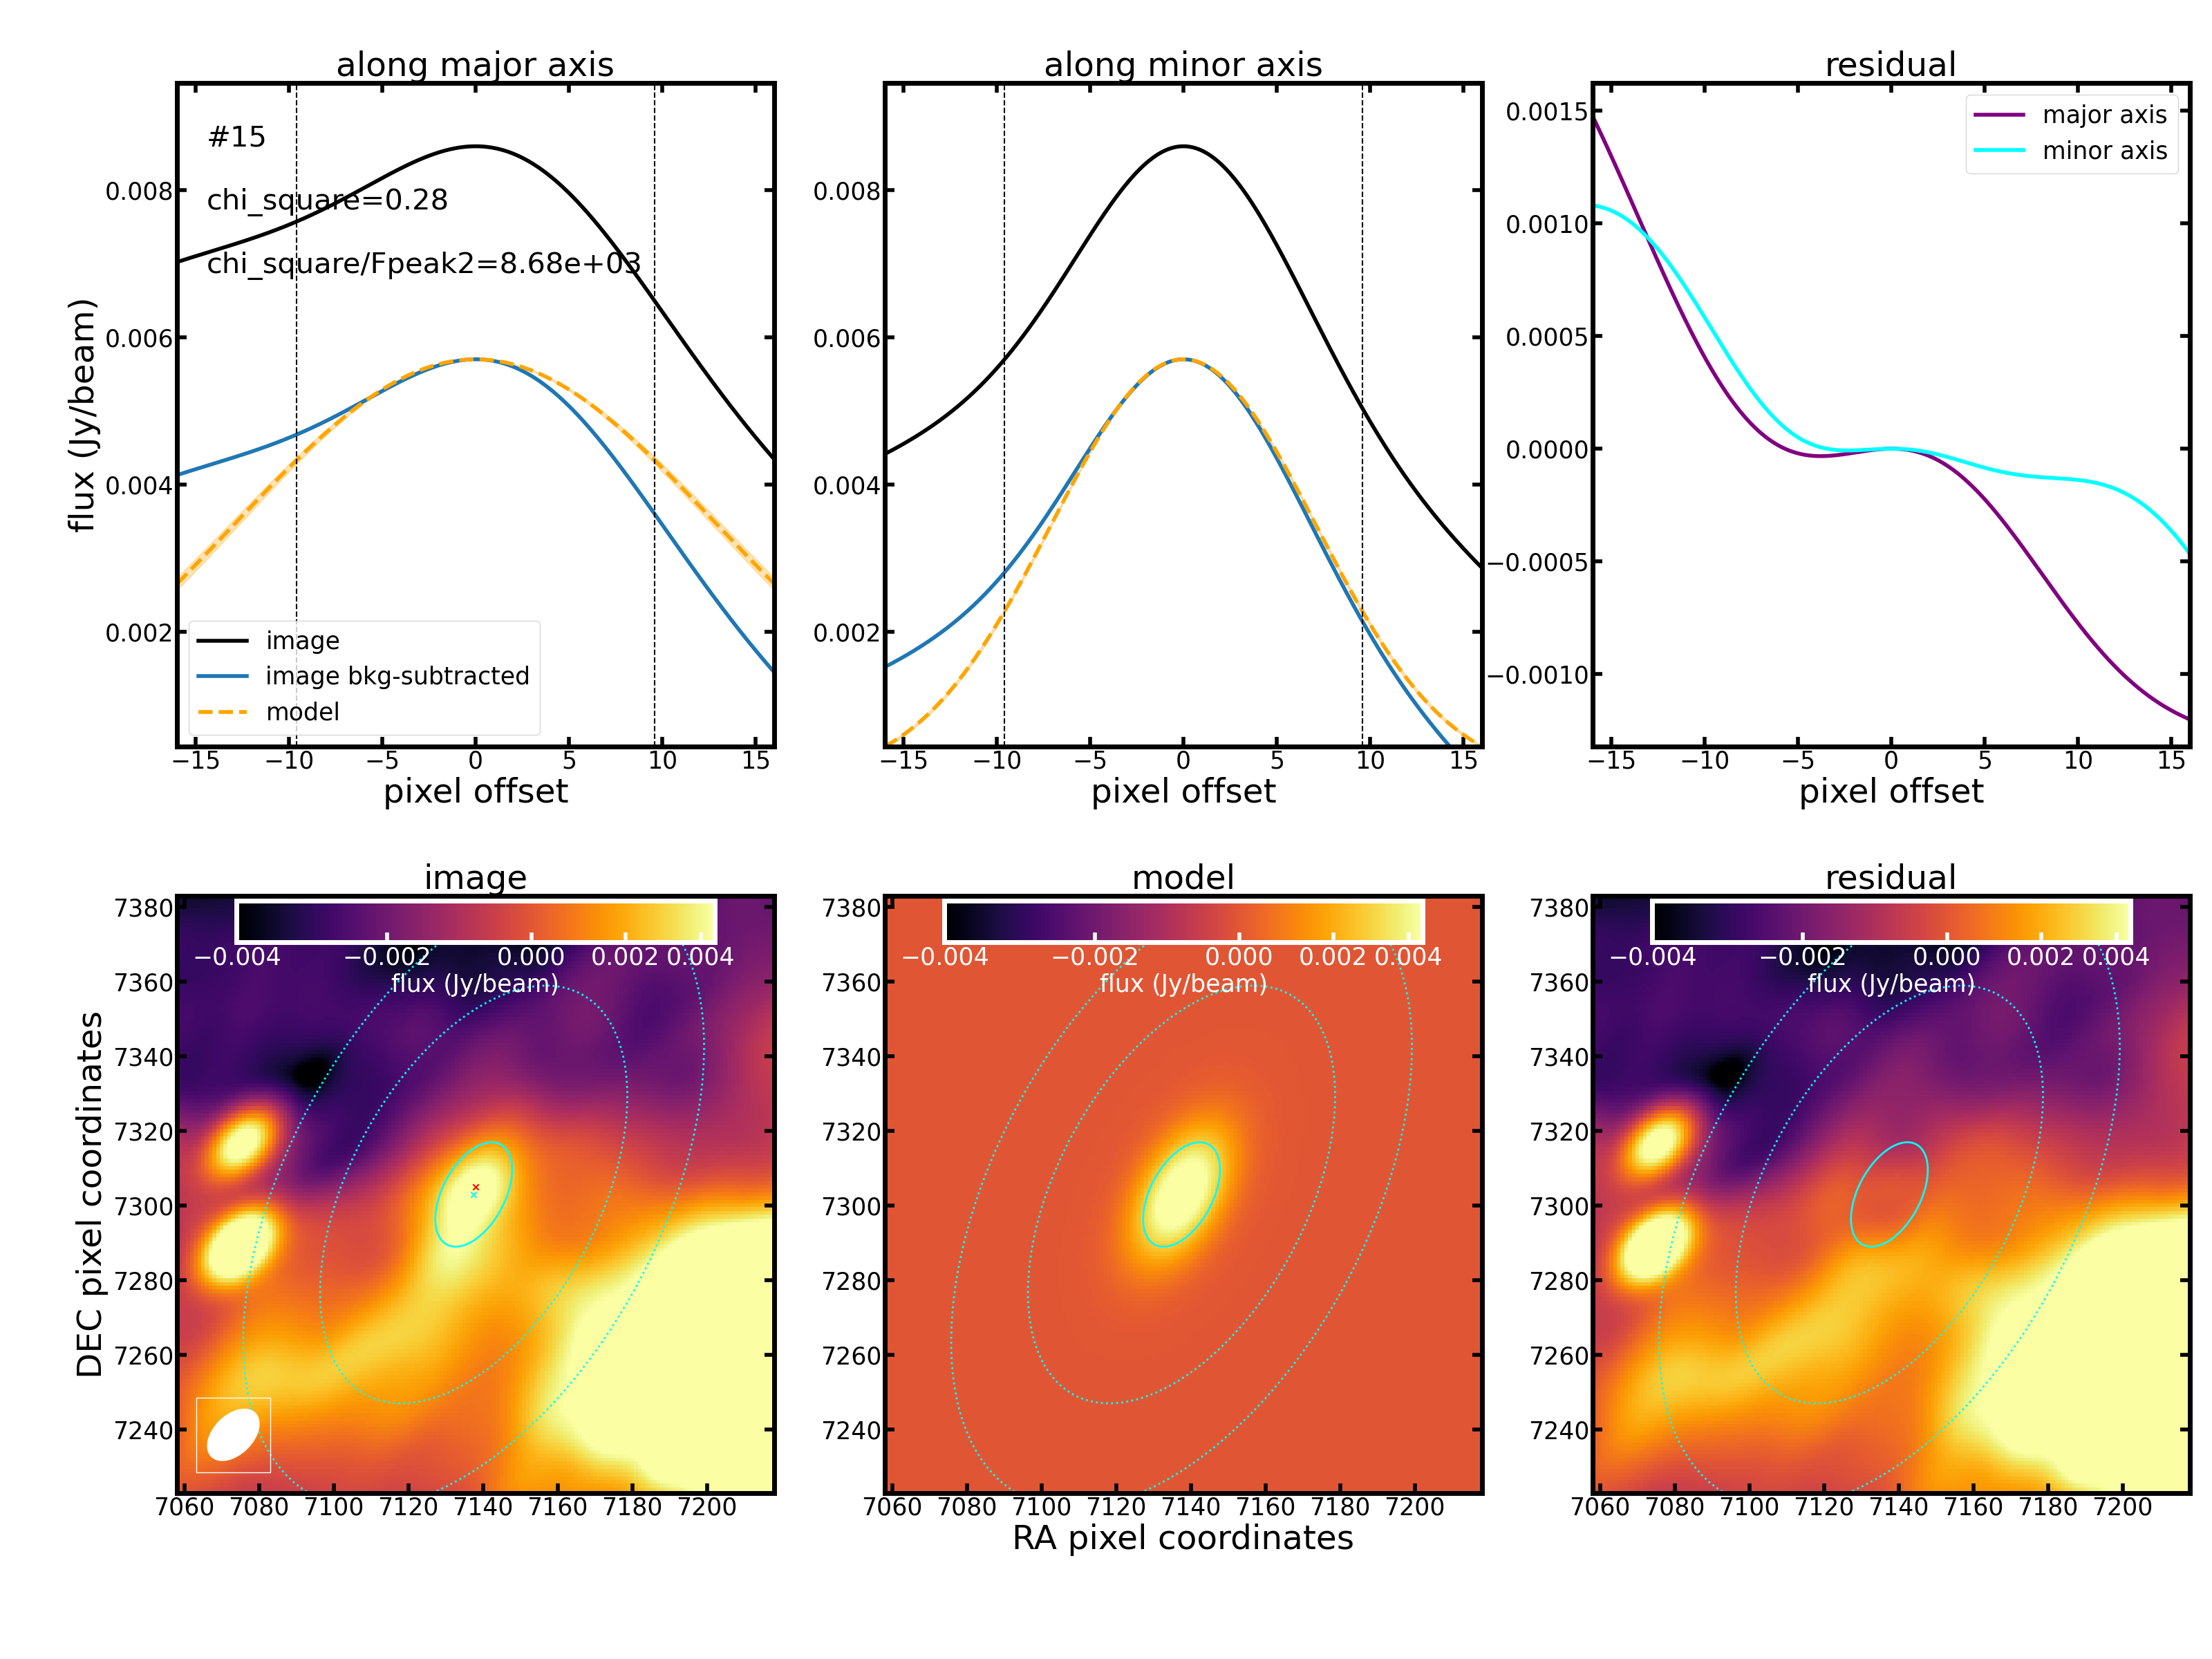 along major axis
along minor axis
residual
#15
chi_square=0.28
chi_square/Fpeak2=8.68e+03
flux (Jy/beam)
0.008
0.006
0.004
0.002
image
image bkg-subtracted
model
−15 −10 −5 0 5 10 15
pixel offset
0.008
0.006
0.004
0.002
−15 −10 −5 0 5 10 15
pixel offset
major axis
minor axis
0.0015
0.0010
0.0005
0.0000
−0.0005
−0.0010
−15 −10 −5 0 5 10 15
pixel offset
image
model
residual
DEC pixel coordinates
7380
7360
7340
7320
7300
7280
7260
7240
−0.004 −0.002 0.000 0.002 0.004
flux (Jy/beam)
7060 7080 7100 7120 7140 7160 7180 7200
7380
7360
7340
7320
7300
7280
7260
7240
−0.004 −0.002 0.000 0.002 0.004
flux (Jy/beam)
7060 7080 7100 7120 7140 7160 7180 7200
RA pixel coordinates
7380
7360
7340
7320
7300
7280
7260
7240
−0.004 −0.002 0.000 0.002 0.004
flux (Jy/beam)
7060 7080 7100 7120 7140 7160 7180 7200